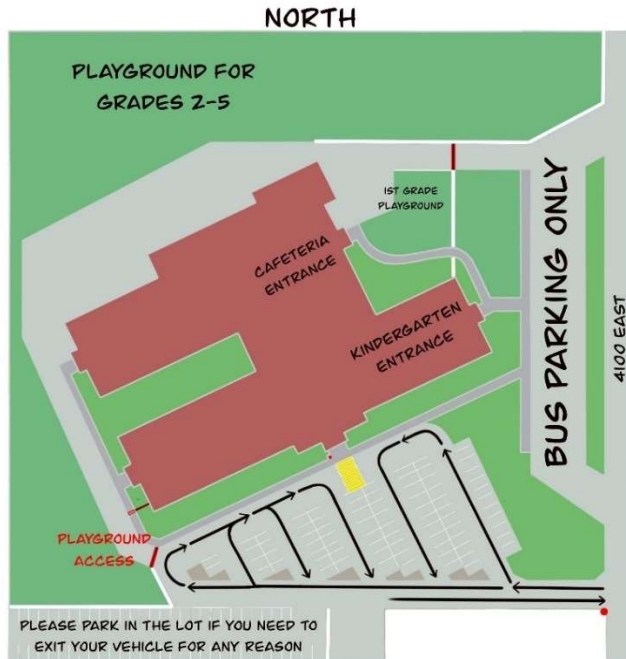 NORTH
PLAYGROUND FOR
GRADES 2-5
1ST GRADE
PLAYGROUND
CAFETERIA
ENTRANCE
KINDERGARTEN
ENTRANCE
BUS PARKING ONLY
4100 EAST
PLAYGROUND
ACCESS
PLEASE PARK IN THE LOT IF YOU NEED TO
EXIT YOUR VEHICLE FOR ANY REASON